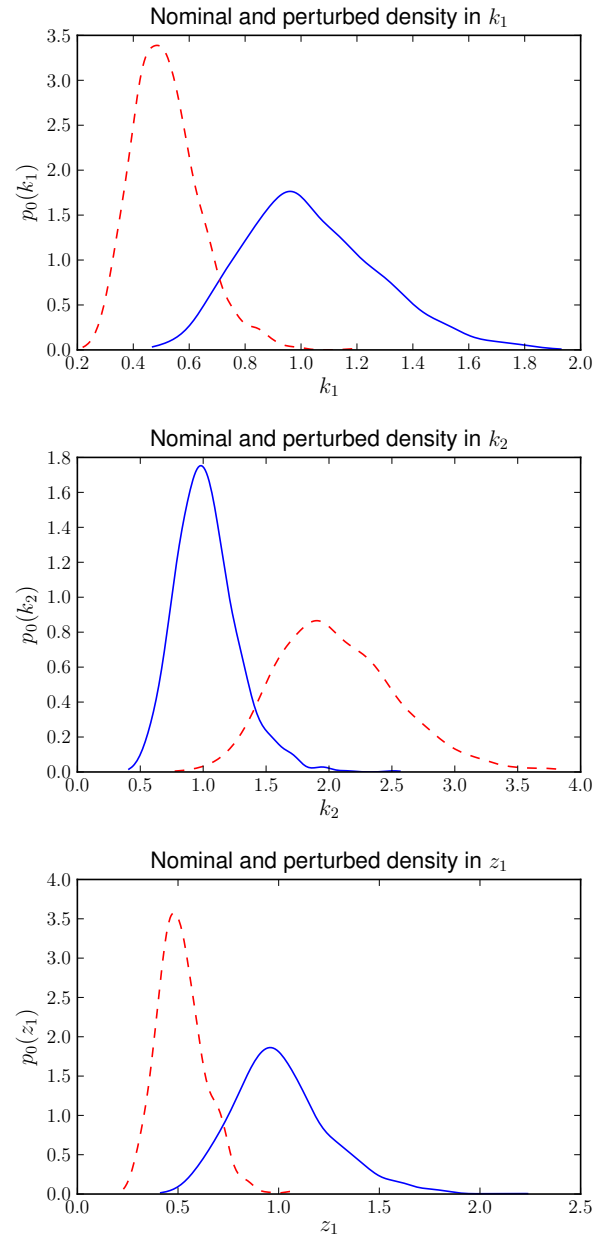 Nominal and perturbed density in k₁
3.5
3.0
2.5
2.0
1.5
1.0
0.5
0.0
p₀(k₁)
0.2 0.4 0.6 0.8 1.0 1.2 1.4 1.6 1.8 2.0
k₁
Nominal and perturbed density in k₂
1.8
1.6
1.4
1.2
1.0
0.8
0.6
0.4
0.2
0.0
p₀(k₂)
0.0 0.5 1.0 1.5 2.0 2.5 3.0 3.5 4.0
k₂
Nominal and perturbed density in z₁
4.0
3.5
3.0
2.5
2.0
1.5
1.0
0.5
0.0
p₀(z₁)
0.0 0.5 1.0 1.5 2.0 2.5
z₁